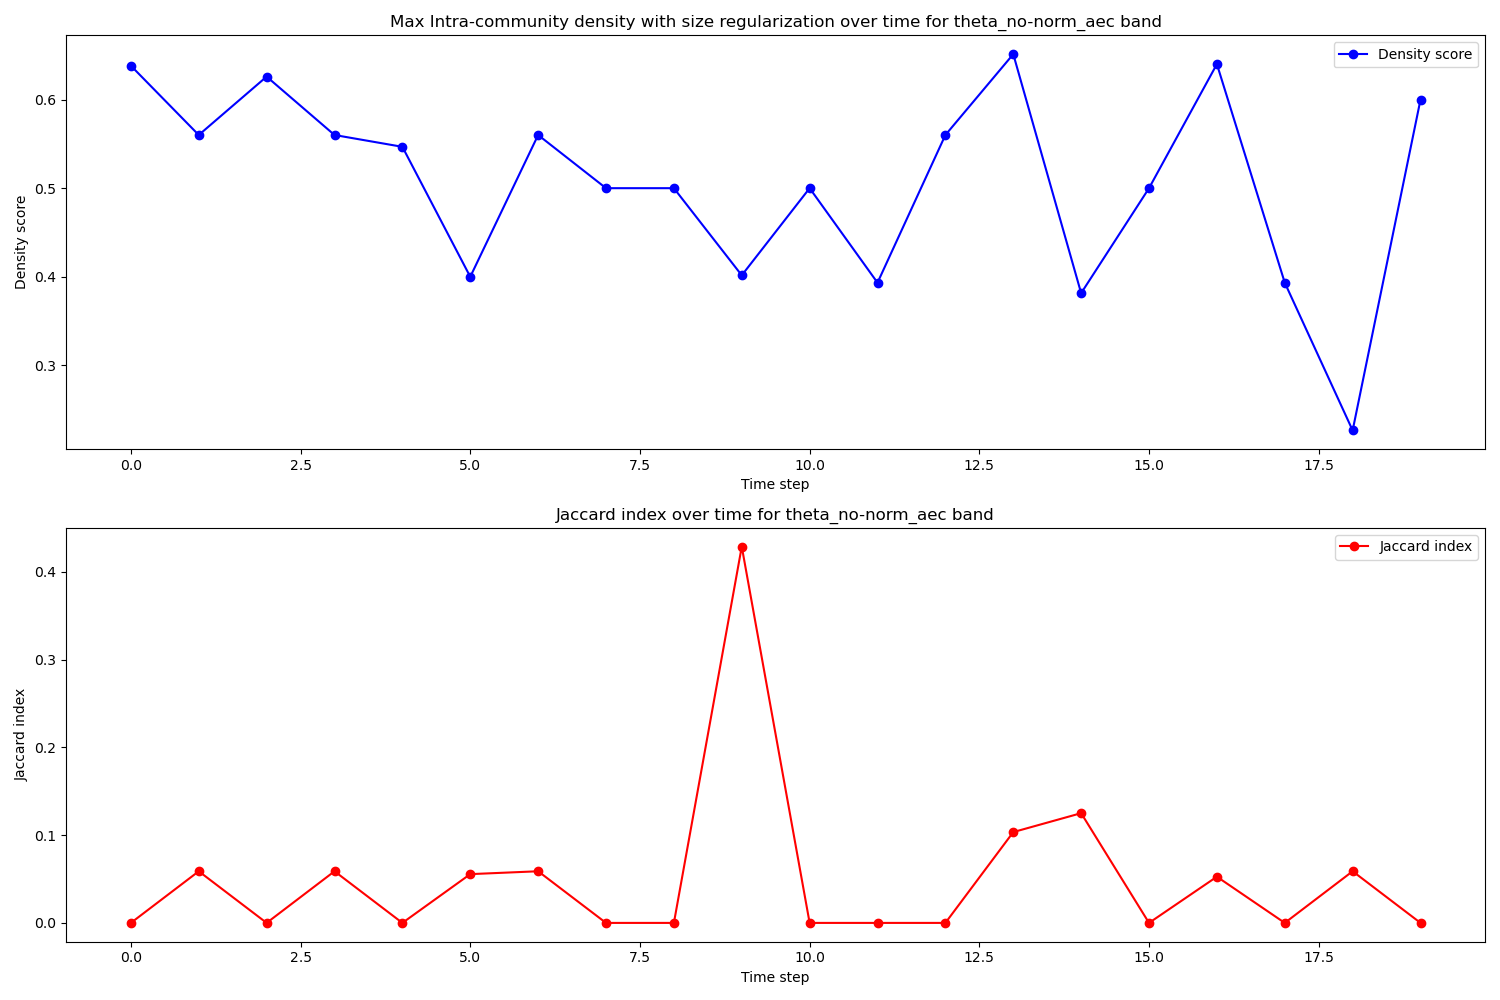 Max Intra-community density with size regularization over time for theta_no-norm_aec band
Density score
0.6
0.5
0.4
0.3
Density score
0.0 2.5 5.0 7.5 10.0 12.5 15.0 17.5
Time step
Jaccard index over time for theta_no-norm_aec band
Jaccard index
0.4
0.3
0.2
0.1
0.0
Jaccard index
0.0 2.5 5.0 7.5 10.0 12.5 15.0 17.5
Time step